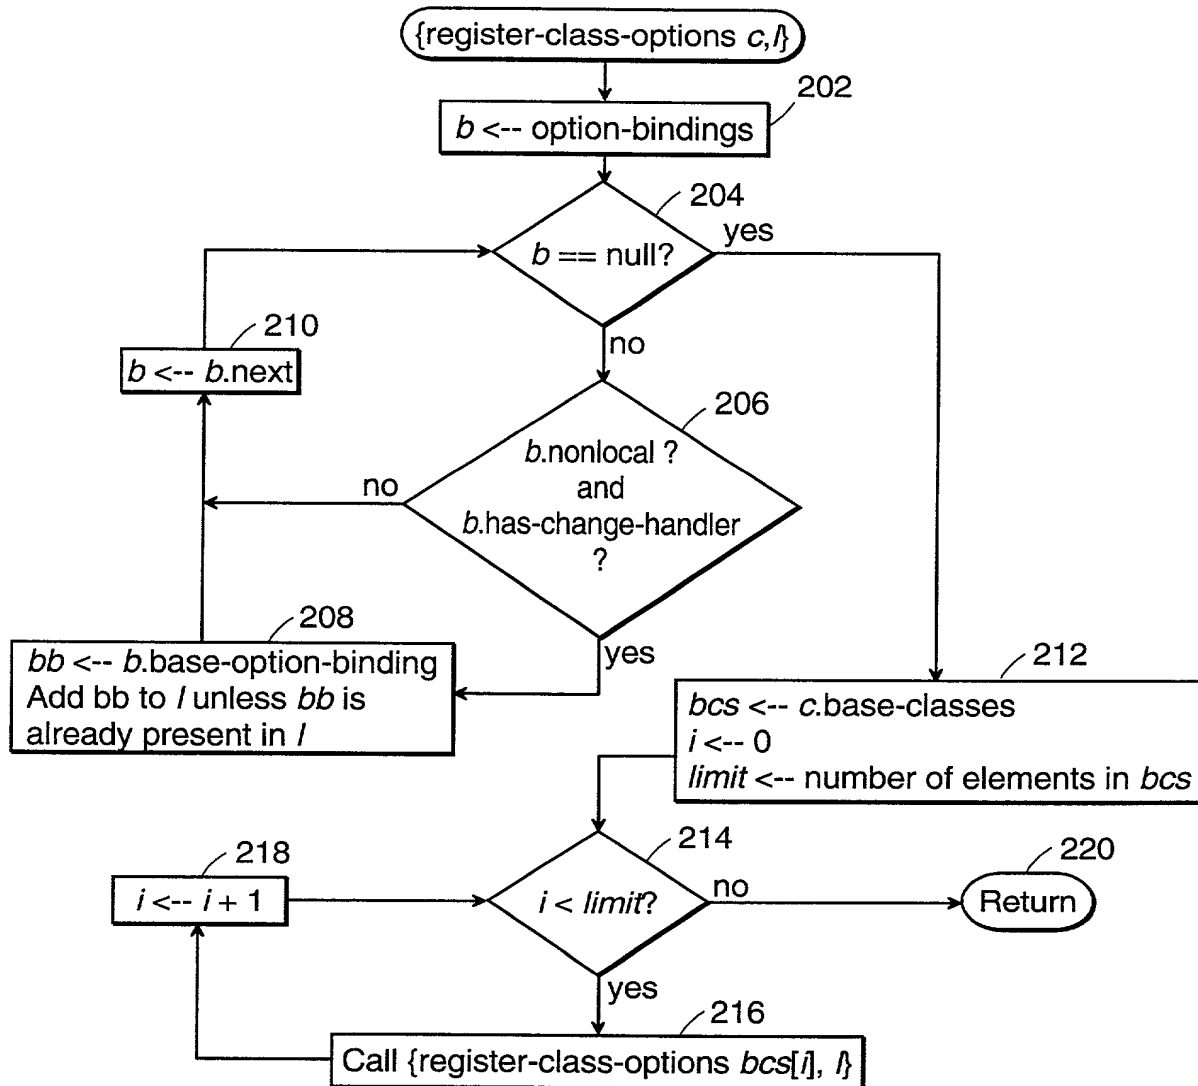 {register-class-options c,l}
202
b <-- option-bindings
204
b == null?
yes
no
210
b <-- b.next
206
b.nonlocal ?
and
b.has-change-handler
?
no
yes
208
bb <-- b.base-option-binding
Add bb to l unless bb is
already present in l
212
bcs <-- c.base-classes
i <-- 0
limit <-- number of elements in bcs
214
i < limit?
no
220
Return
218
i <-- i + 1
yes
216
Call {register-class-options bcs[i], l}